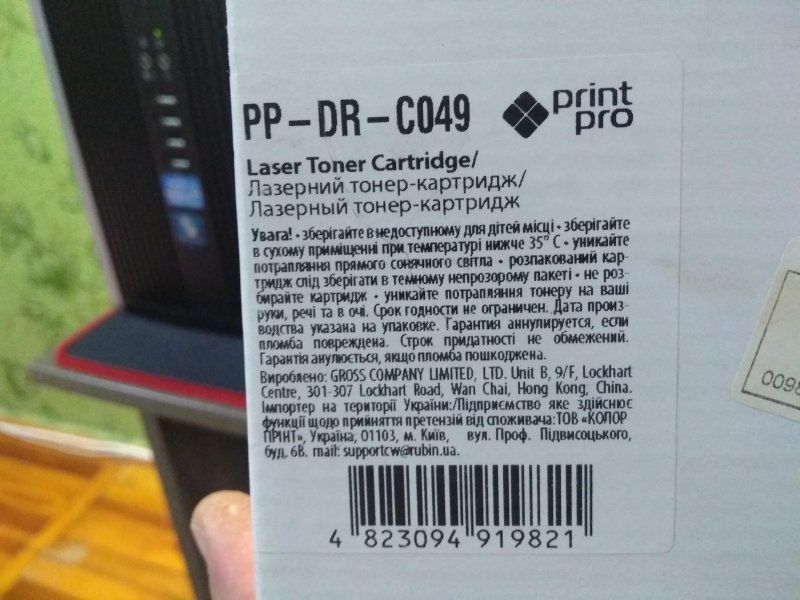 PP-DR-C049
print
pro
Laser Toner Cartridge/
Лазерний тонер-картридж/
Лазерный тонер-картридж
Увага! • зберігайте в недоступному для дітей місці • зберігайте
в сухому приміщенні при температурі нижче 35° С • уникайте
потрапляння прямого сонячного світла • розпакований кар-
тридж слід зберігати в темному непрозорому пакеті • не роз-
бирайте картридж • уникайте потрапляння тонеру на ваші
руки, речі та в очі. Срок годности не ограничен. Дата произ-
водства указана на упаковке. Гарантия аннулируется, если
пломба повреждена. Строк придатності не обмежений.
Гарантія анулюється, якщо пломба пошкоджена.
Вироблено: GROSS COMPANY LIMITED, LTD. Unit B, 9/F, Lockhart
Centre, 301-307 Lockhart Road, Wan Chai, Hong Kong, China.
Імпортер на території України:/Підприємство яке здійснює
функції щодо прийняття претензій від споживача: ТОВ «КОЛОР
ПРІНТ», Україна, 01103, м. Київ, вул. Проф. Підвисоцького,
буд. 6В. mail: supportcw@rubin.ua.
4 823094 919821
0098